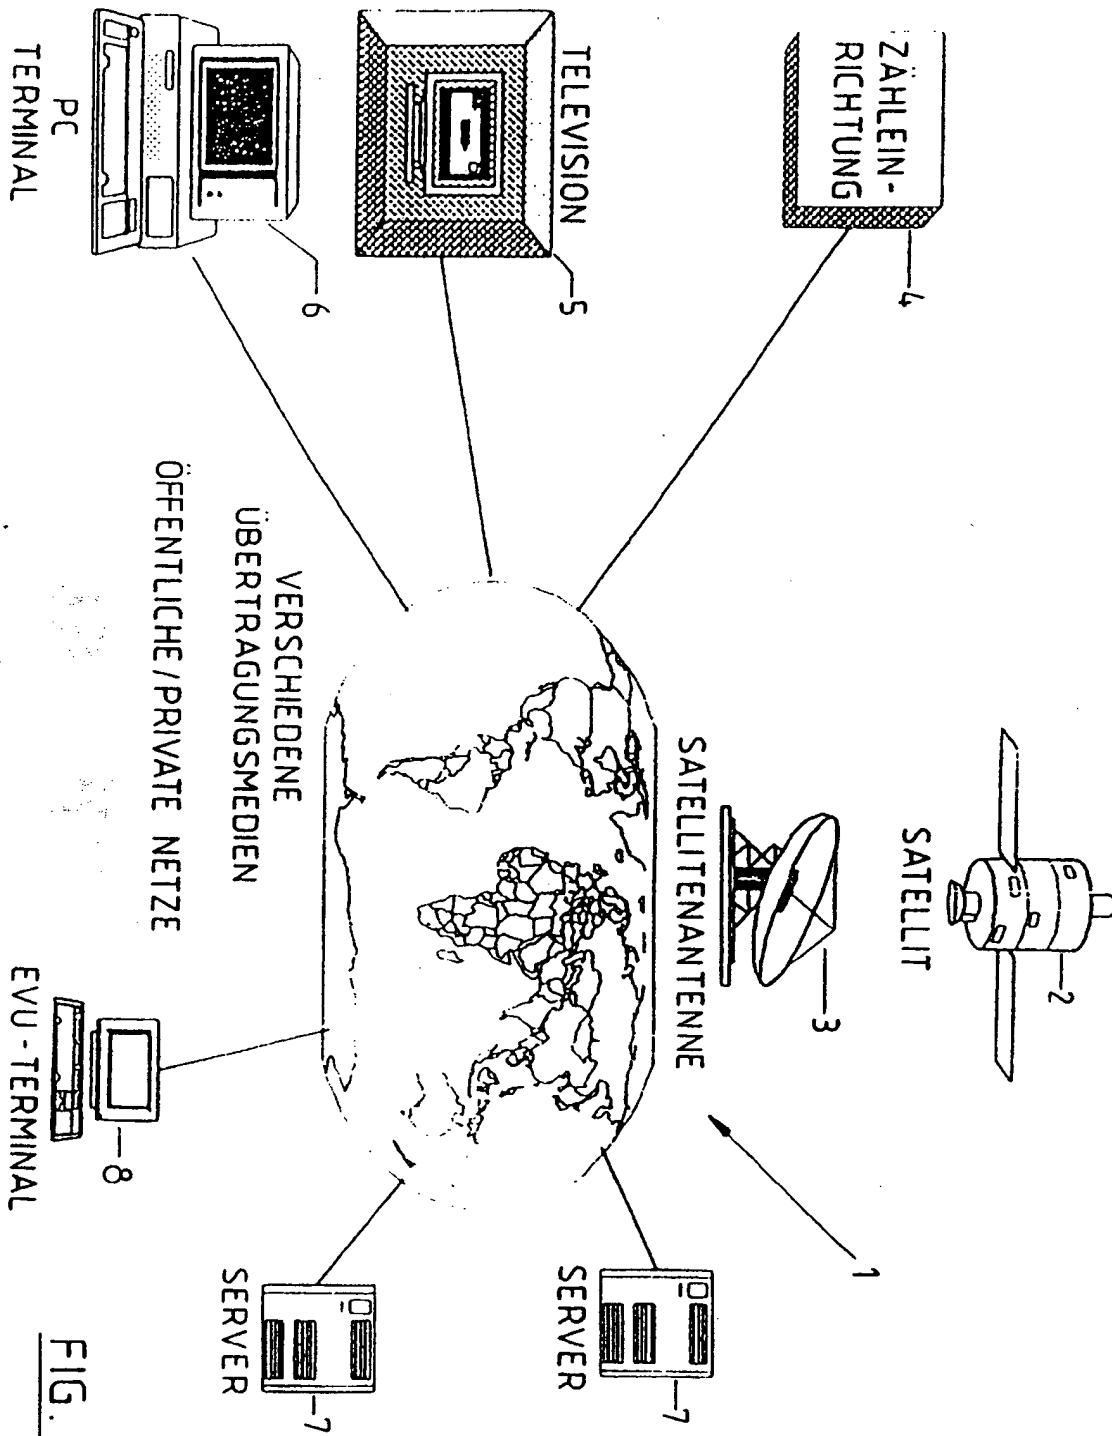 SATELLIT
2
SATELLITENANTENNE
3
1
ZÄHLEIN-
RICHTUNG
4
TELEVISION
5
PC
TERMINAL
6
VERSCHIEDENE
ÜBERTRAGUNGSMEDIEN
ÖFFENTLICHE/PRIVATE NETZE
SERVER
7
SERVER
7
EVU-TERMINAL
8
FIG.